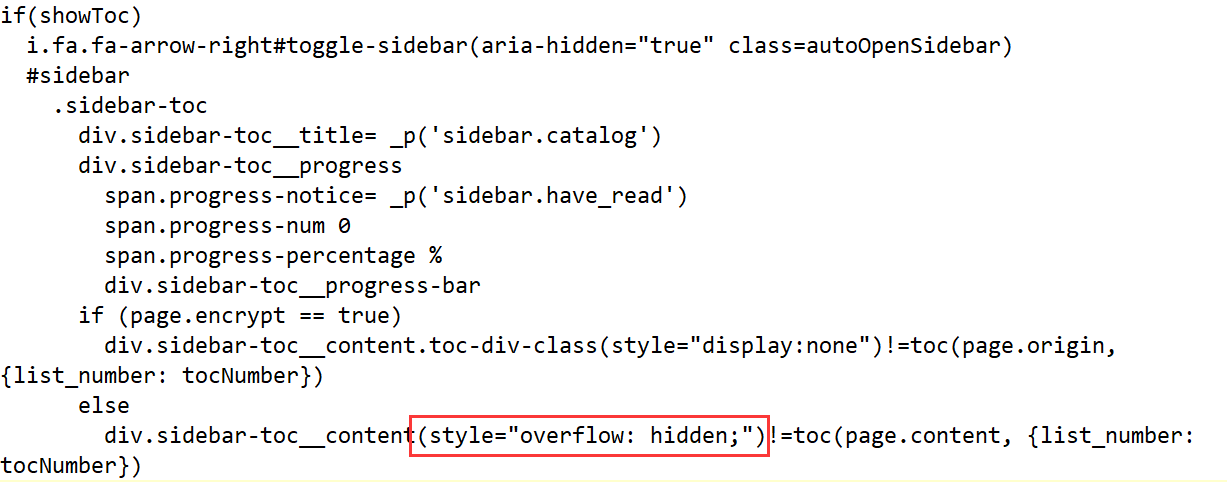 if(showToc)
  i.fa.fa-arrow-right#toggle-sidebar(aria-hidden="true" class=autoOpenSidebar)
  #sidebar
    .sidebar-toc
      div.sidebar-toc__title= _p('sidebar.catalog')
      div.sidebar-toc__progress
        span.progress-notice= _p('sidebar.have_read')
        span.progress-num 0
        span.progress-percentage %
        div.sidebar-toc__progress-bar
      if (page.encrypt == true)
        div.sidebar-toc__content.toc-div-class(style="display:none")!=toc(page.origin,
{list_number: tocNumber})
      else
        div.sidebar-toc__content(style="overflow: hidden;")!=toc(page.content, {list_number:
tocNumber})